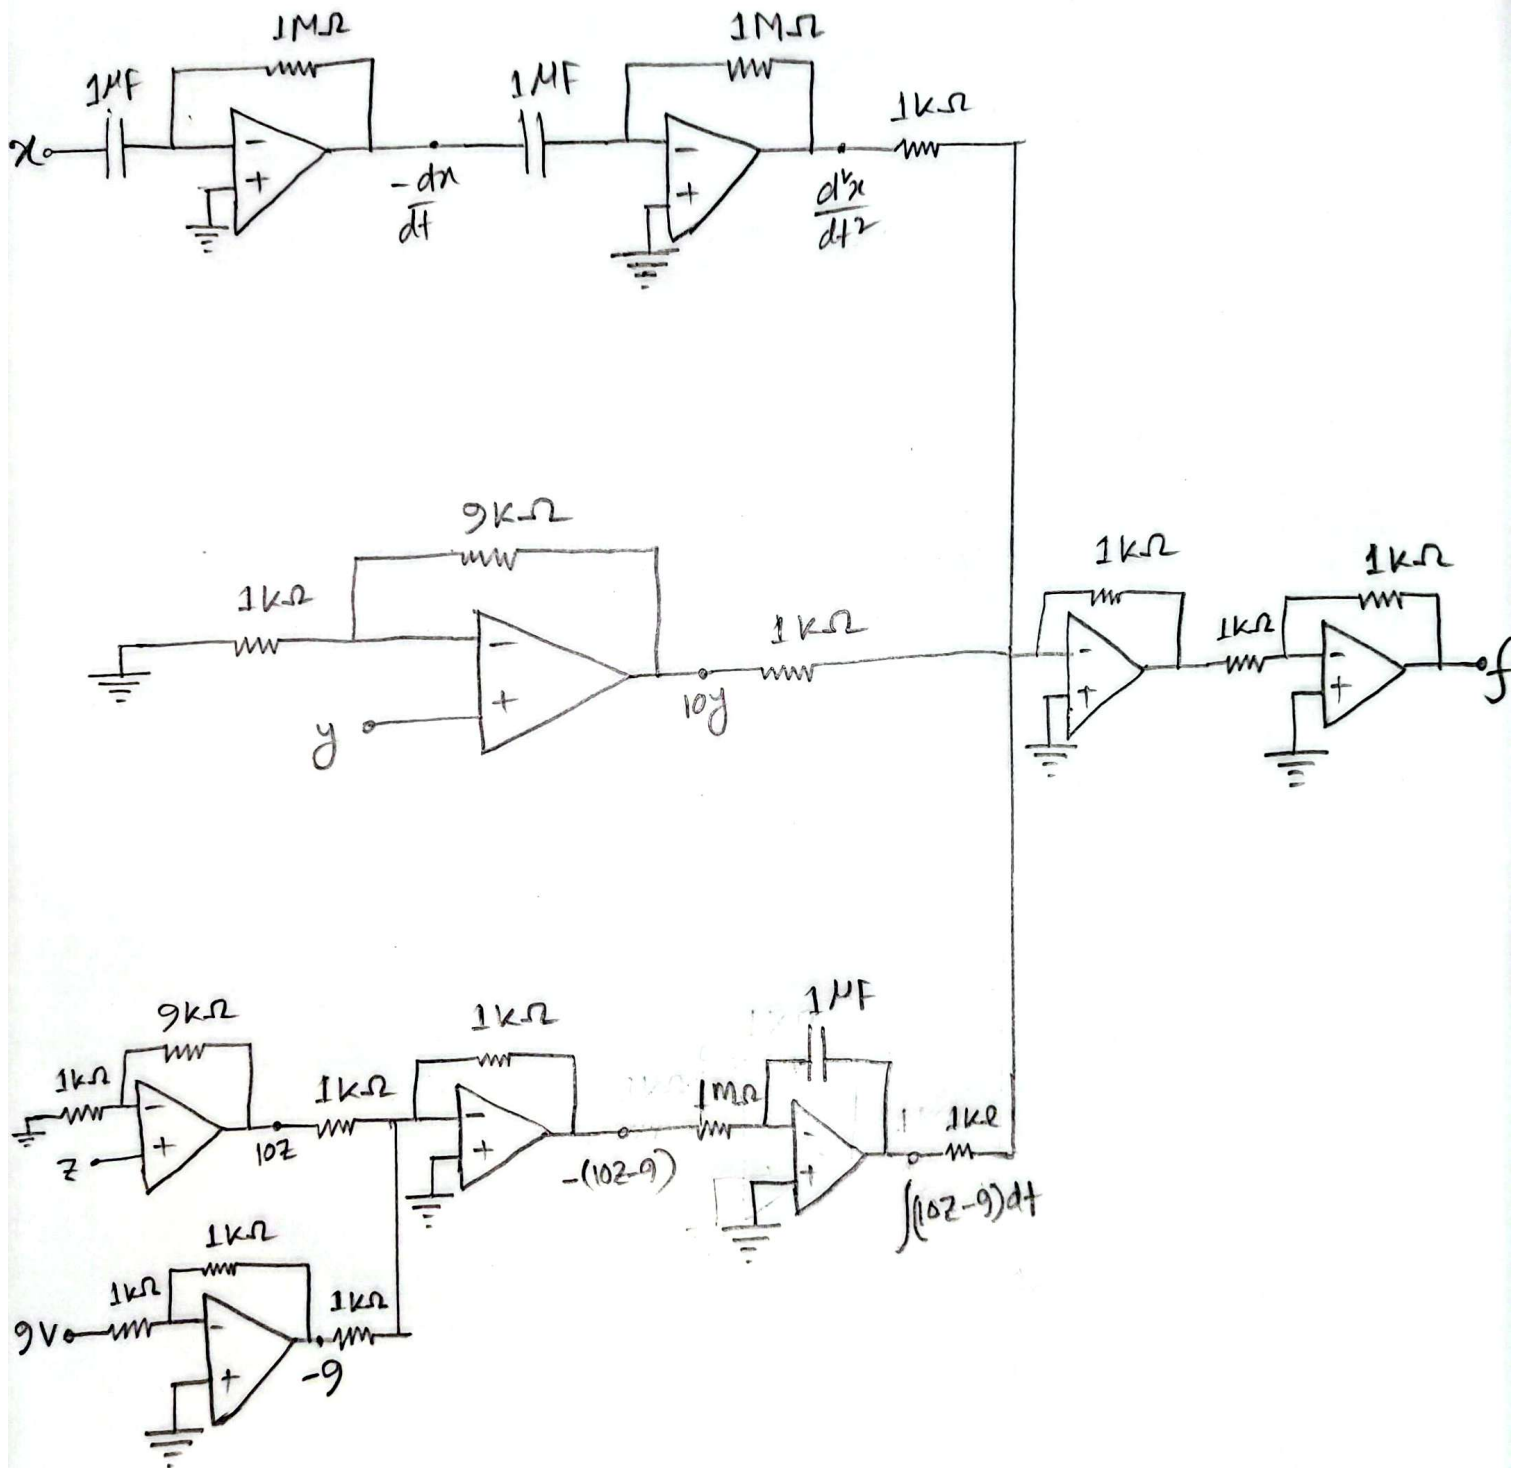 1MΩ
1MΩ
1μF
1μF
1kΩ
x
-
+
-dx/dt
-
+
d²x/dt²
9kΩ
1kΩ
1kΩ
-
+
y
10y
1kΩ
1kΩ
1kΩ
-
+
-
+
f
9kΩ
1kΩ
1μF
1kΩ
1kΩ
1MΩ
1kΩ
-
+
z
10z
-
+
-(10z-9)
-
+
∫(10z-9)dt
1kΩ
1kΩ
1kΩ
9V
-
+
-9